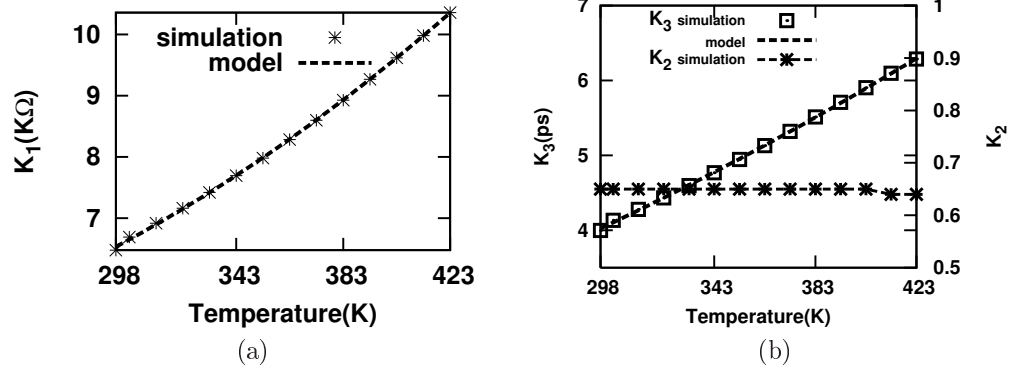 10
9
8
7
298
343
383
423
K1(KΩ)
Temperature(K)
simulation
model
(a)
7
6
5
4
298
343
383
423
1
0.9
0.8
0.7
0.6
0.5
K3(ps)
K2
Temperature(K)
K3 simulation
model
K2 simulation
(b)